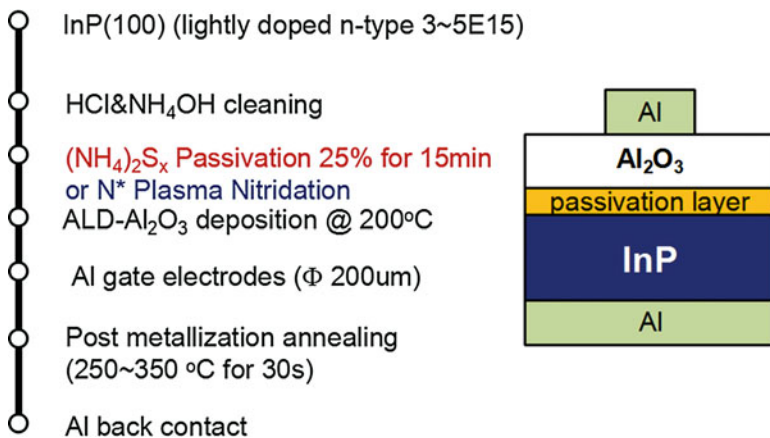 InP(100) (lightly doped n-type 3~5E15)
HCl&NH₄OH cleaning
(NH₄)₂Sₓ Passivation 25% for 15min
or N* Plasma Nitridation
ALD-Al₂O₃ deposition @ 200ºC
Al gate electrodes (Φ 200um)
Post metallization annealing
(250~350 ºC for 30s)
Al back contact
Al
Al₂O₃
passivation layer
InP
Al